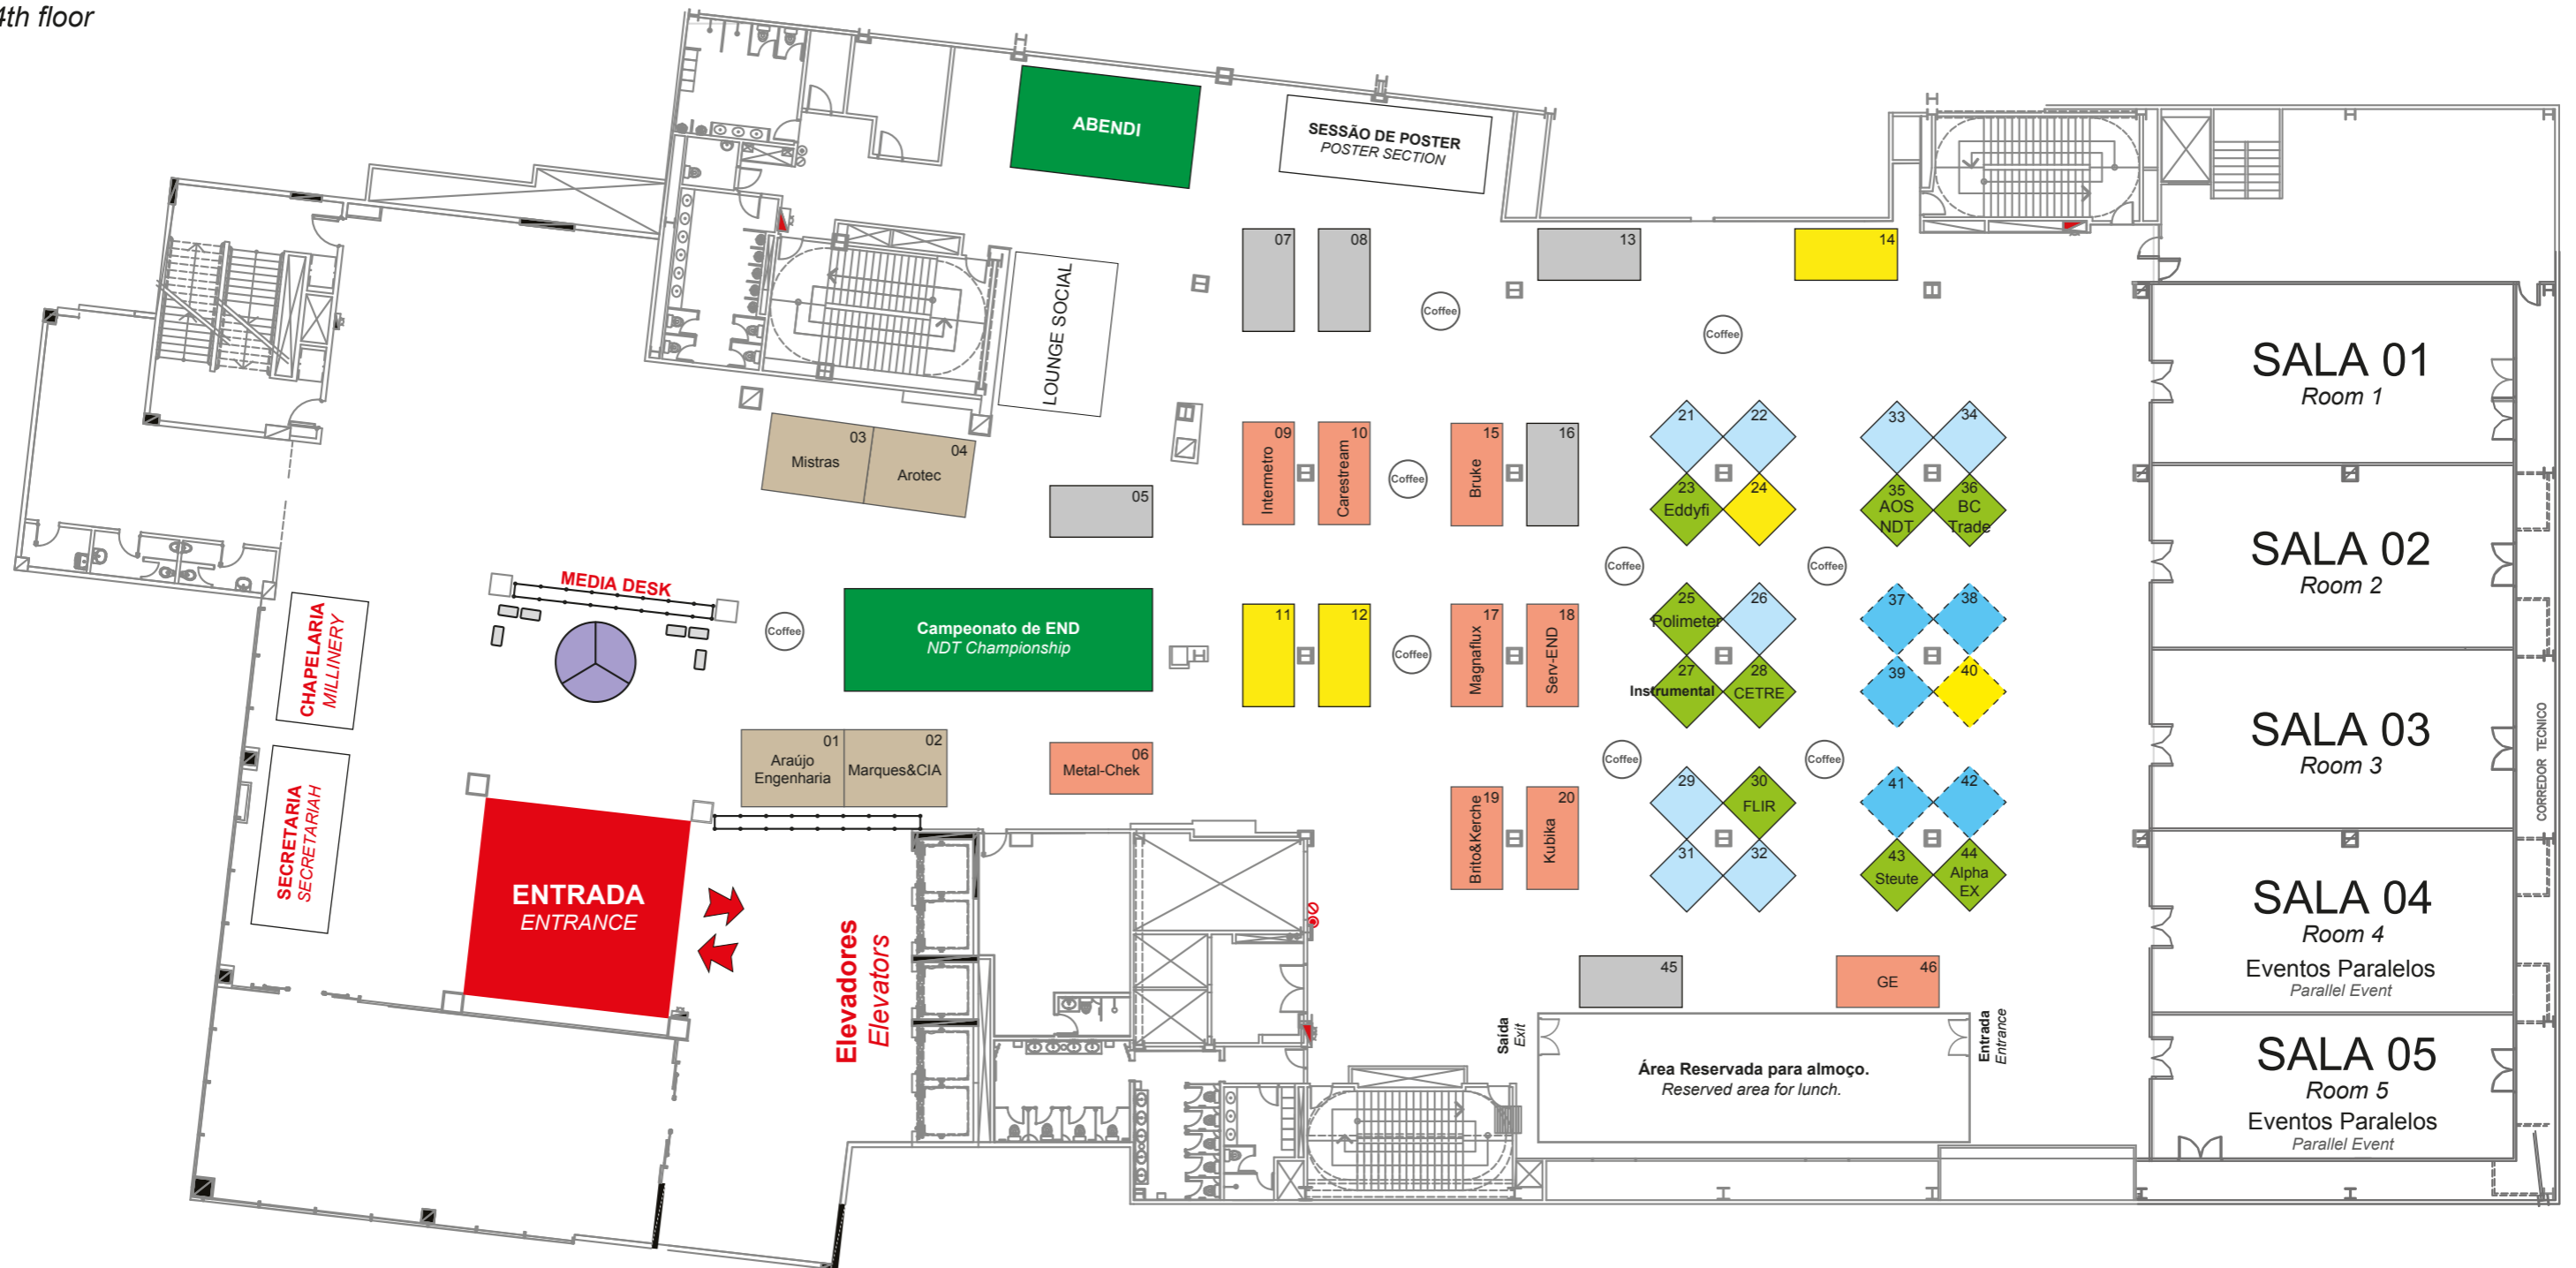 4th floor
ABENDI
SESSÃO DE POSTER
POSTER SECTION
LOUNGE SOCIAL
07
08
13
14
Coffee
Coffee
SALA 01
Room 1
03
Mistras
04
Arotec
05
09
Intermetro
10
Carestream
Coffee
15
Bruke
16
21
22
23
Eddyfi
24
33
34
35
AOS
NDT
36
BC
Trade
SALA 02
Room 2
MEDIA DESK
CHAPELARIA
MILLINERY
Coffee
Campeonato de END
NDT Championship
11
12
Coffee
17
Magnaflux
18
Serv-END
Coffee
Coffee
25
Polimeter
26
27
Instrumental
28
CETRE
37
38
39
40
SALA 03
Room 3
CORREDOR TECNICO
SECRETARIA
SECRETARIAH
01
Araújo
Engenharia
02
Marques&CIA
06
Metal-Chek
Coffee
Coffee
19
Brito&Kerche
20
Kubika
29
30
FLIR
31
32
41
42
43
Steute
44
Alpha
EX
ENTRADA
ENTRANCE
Elevadores
Elevators
SALA 04
Room 4
Eventos Paralelos
Parallel Event
45
46
GE
Saída
Exit
Área Reservada para almoço.
Reserved area for lunch.
Entrada
Entrance
SALA 05
Room 5
Eventos Paralelos
Parallel Event